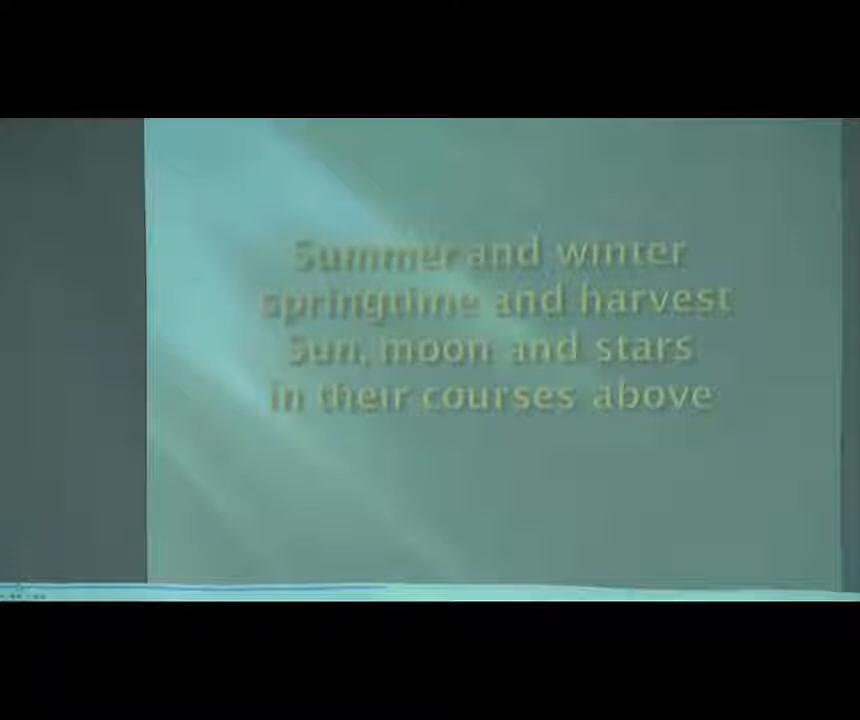 Summer and winter
springtime and harvest
Sun, moon and stars
in their courses above